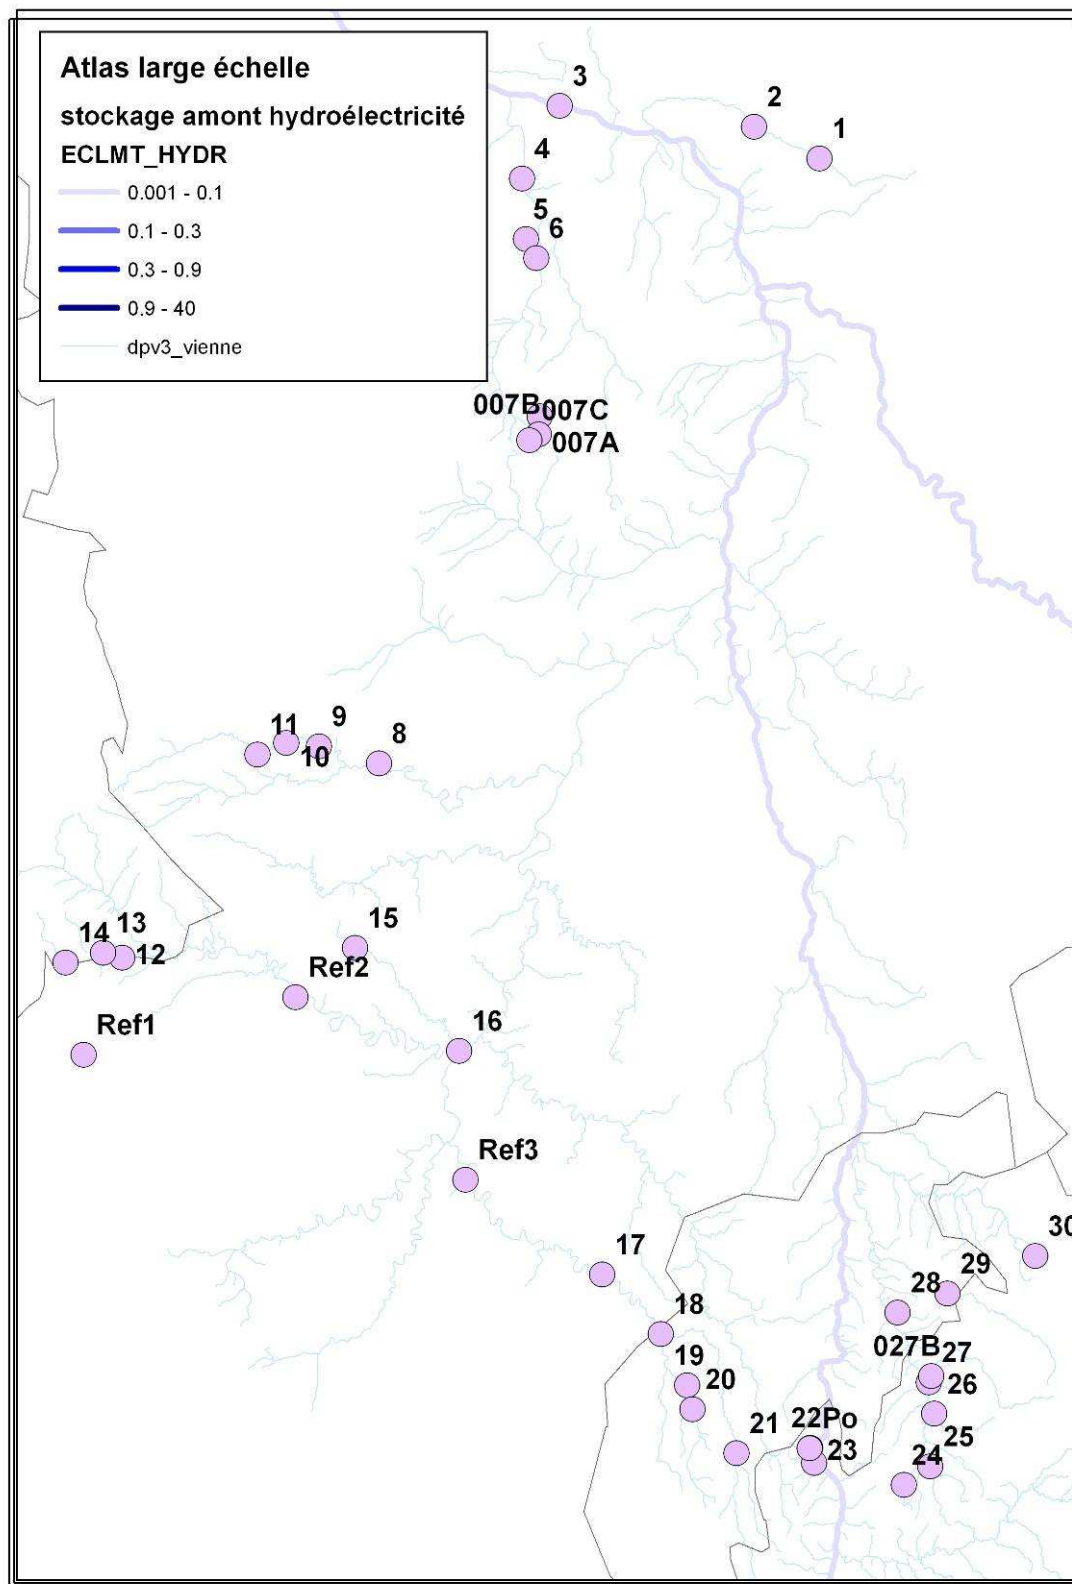 Atlas large échelle
stockage amont hydroélectricité
ECLMT_HYDR
0.001 - 0.1
0.1 - 0.3
0.3 - 0.9
0.9 - 40
dpv3_vienne
3
2
1
4
5
6
007B
007C
007A
9
11
10
8
15
13
14
12
Ref2
Ref1
16
Ref3
30
17
29
28
18
027B
27
19
26
20
22Po
21
23
25
24